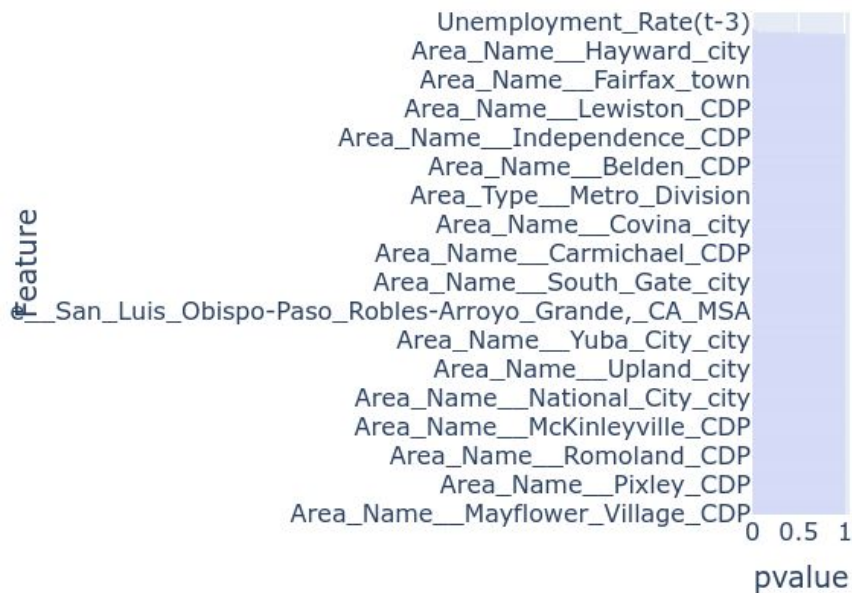 Unemployment_Rate(t-3)
Area_Name__Hayward_city
Area_Name__Fairfax_town
Area_Name__Lewiston_CDP
Area_Name__Independence_CDP
Area_Name__Belden_CDP
Area_Type__Metro_Division
Area_Name__Covina_city
Area_Name__Carmichael_CDP
Area_Name__South_Gate_city
e__San_Luis_Obispo-Paso_Robles-Arroyo_Grande,_CA_MSA
Area_Name__Yuba_City_city
Area_Name__Upland_city
Area_Name__National_City_city
Area_Name__McKinleyville_CDP
Area_Name__Romoland_CDP
Area_Name__Pixley_CDP
Area_Name__Mayflower_Village_CDP
Feature
0 0.5 1
pvalue